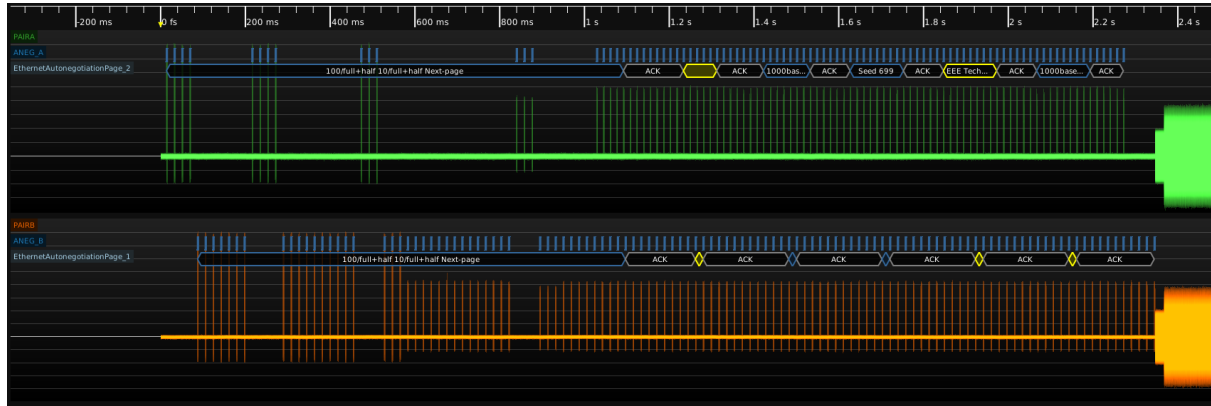 -200 ms 0 fs 200 ms 400 ms 600 ms 800 ms 1 s 1.2 s 1.4 s 1.6 s 1.8 s 2 s 2.2 s 2.4 s
PAIRA
ANEG_A
EthernetAutonegotiationPage_2 100/full+half 10/full+half Next-page ACK ACK 1000bas... ACK Seed 699 ACK EEE Tech... ACK 1000base... ACK
PAIRB
ANEG_B
EthernetAutonegotiationPage_1 100/full+half 10/full+half Next-page ACK ACK ACK ACK ACK ACK